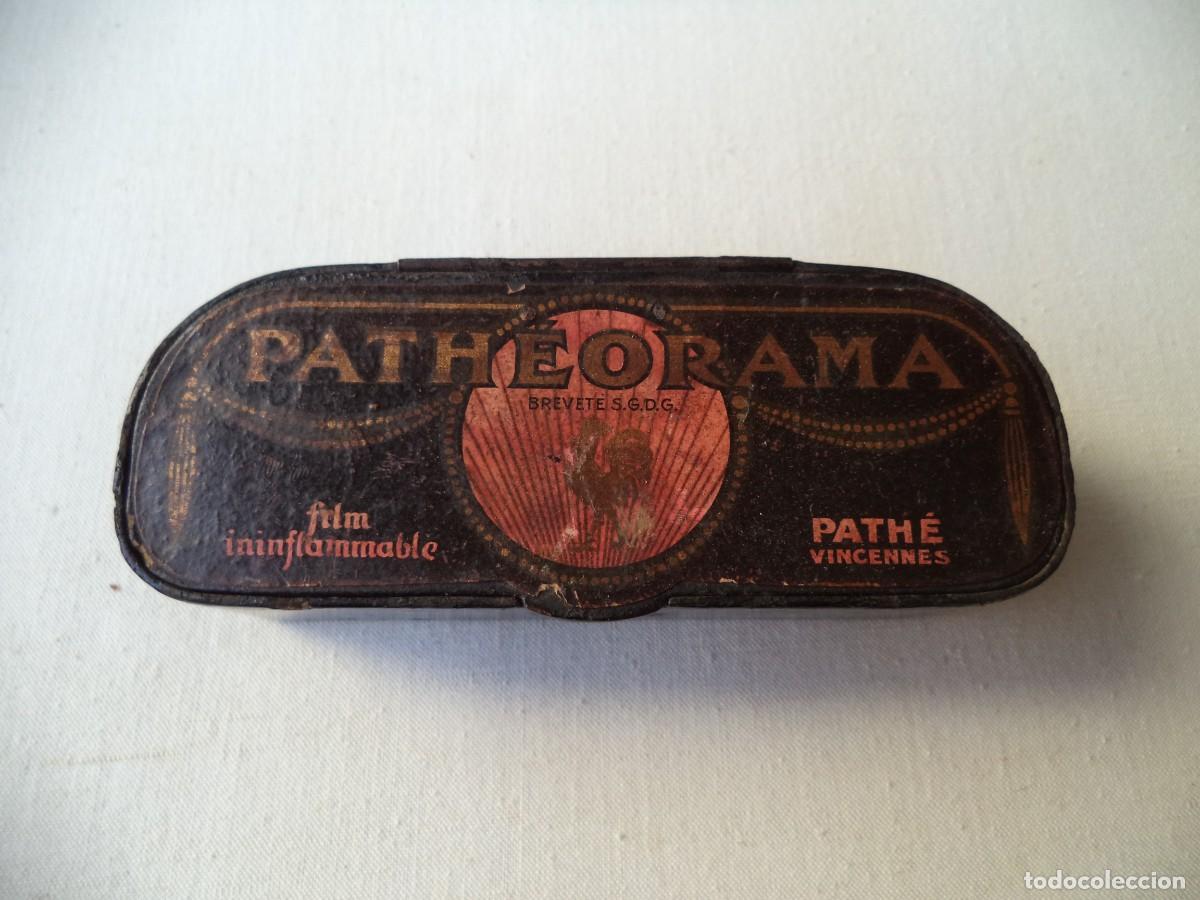 PATHÉORAMA
BREVETÉ S.G.D.G.
film
ininflammable
PATHÉ
VINCENNES
todocoleccion